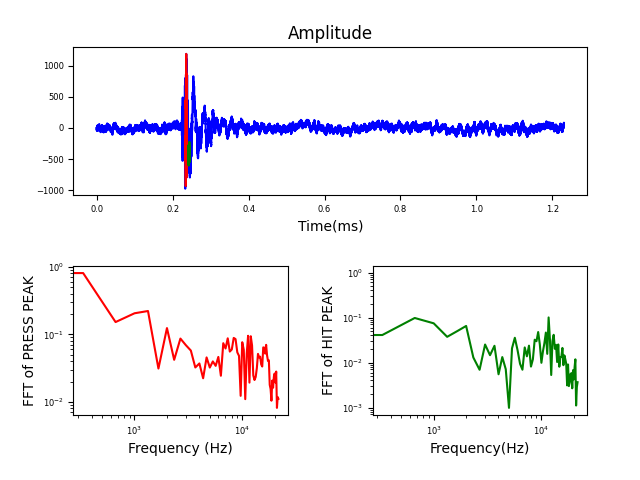 Amplitude
1000
500
0
−500
−1000
0.0 0.2 0.4 0.6 0.8 1.0 1.2
Time(ms)
FFT of PRESS PEAK
10⁰
10⁻¹
10⁻²
10³ 10⁴
Frequency (Hz)
FFT of HIT PEAK
10⁰
10⁻¹
10⁻²
10⁻³
10³ 10⁴
Frequency(Hz)